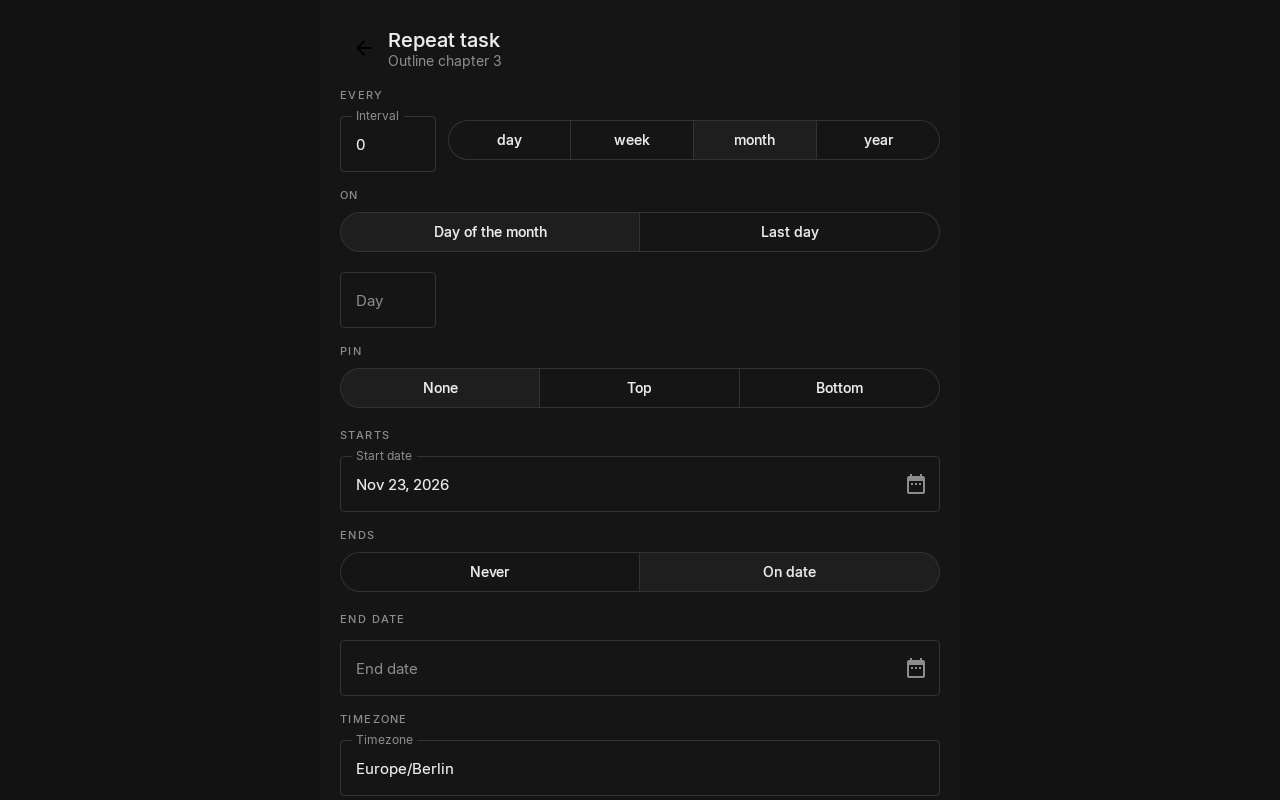 Repeat task
Outline chapter 3
EVERY
Interval
0
day week month year
ON
Day of the month Last day
Day
PIN
None Top Bottom
STARTS
Start date
Nov 23, 2026
ENDS
Never On date
END DATE
End date
TIMEZONE
Timezone
Europe/Berlin